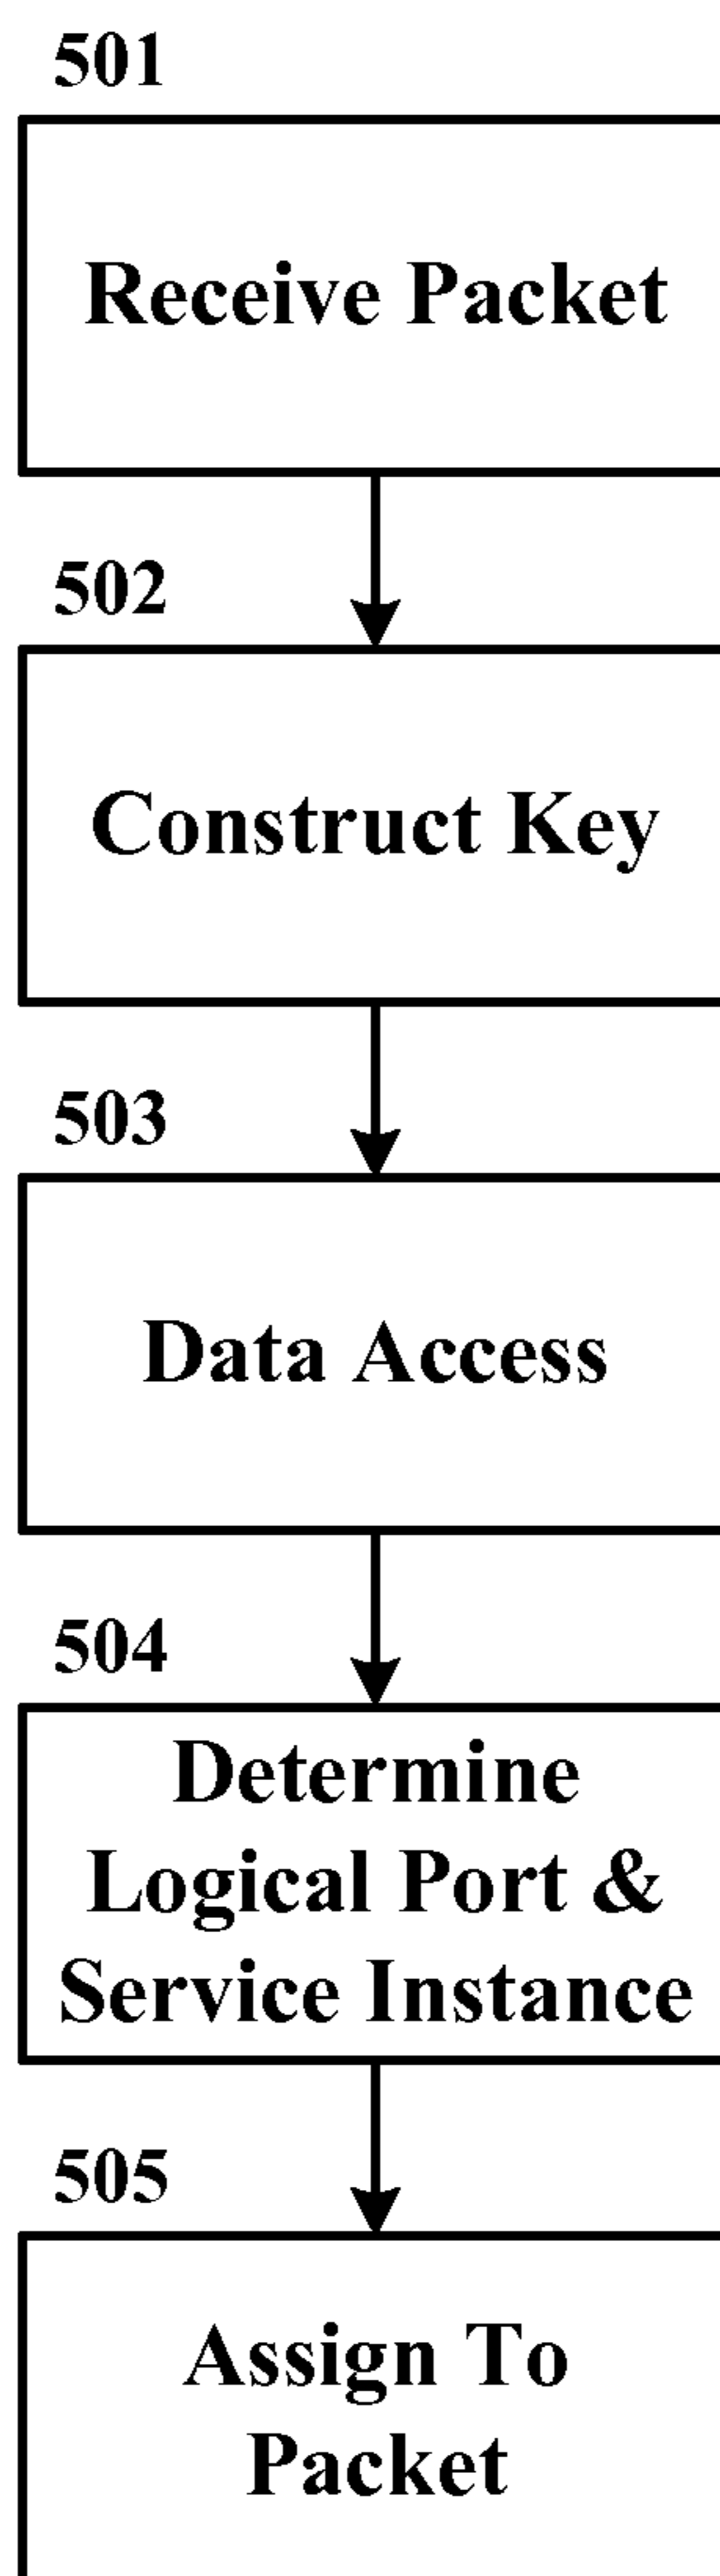 501
Receive Packet
502
Construct Key
503
Data Access
504
Determine
Logical Port &
Service Instance
505
Assign To
Packet